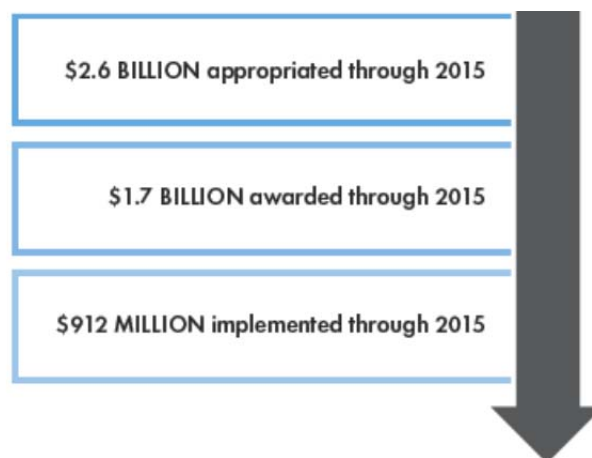 $2.6 BILLION appropriated through 2015
$1.7 BILLION awarded through 2015
$912 MILLION implemented through 2015